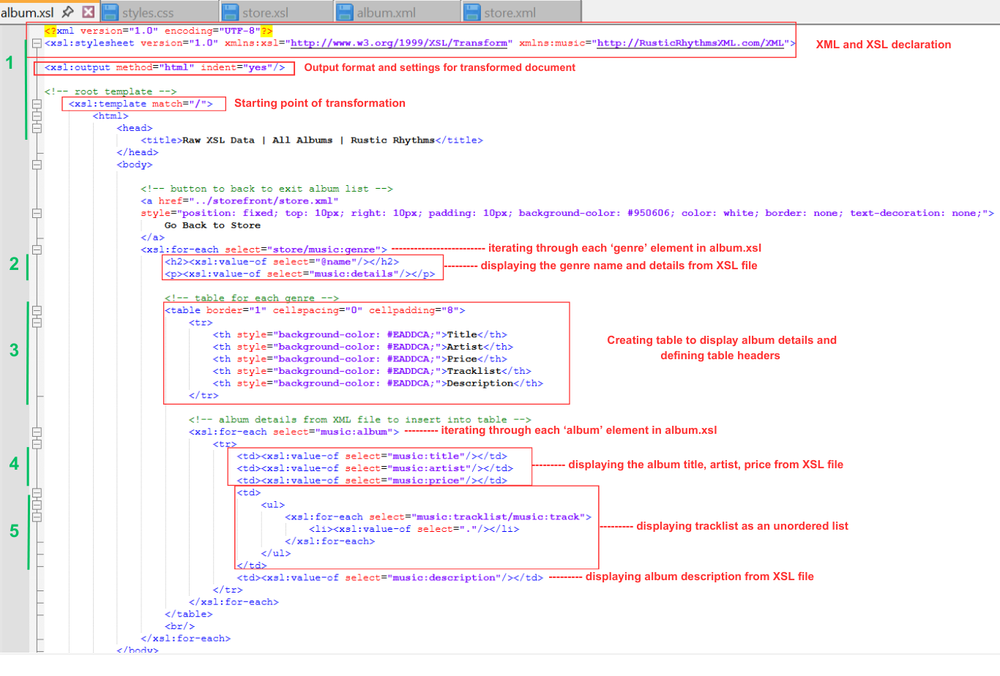 album.xsl styles.css store.xsl album.xml store.xml
<?xml version="1.0" encoding="UTF-8"?>
<xsl:stylesheet version="1.0" xmlns:xsl="http://www.w3.org/1999/XSL/Transform" xmlns:music="http://RusticRhythmsXML.com/XML">
XML and XSL declaration
1
<xsl:output method="html" indent="yes"/>
Output format and settings for transformed document
<!-- root template -->
<xsl:template match="/">
Starting point of transformation
<html>
<head>
<title>Raw XSL Data | All Albums | Rustic Rhythms</title>
</head>
<body>
<!-- button to back to exit album list -->
<a href="../storefront/store.xml"
style="position: fixed; top: 10px; right: 10px; padding: 10px; background-color: #950606; color: white; border: none; text-decoration: none;">
Go Back to Store
</a>
<xsl:for-each select="store/music:genre">
------------------------ iterating through each ‘genre’ element in album.xsl
2
<h2><xsl:value-of select="@name"/></h2>
<p><xsl:value-of select="music:details"/></p>
--------- displaying the genre name and details from XSL file
<!-- table for each genre -->
3
<table border="1" cellspacing="0" cellpadding="8">
<tr>
<th style="background-color: #EADDCA;">Title</th>
<th style="background-color: #EADDCA;">Artist</th>
<th style="background-color: #EADDCA;">Price</th>
<th style="background-color: #EADDCA;">Tracklist</th>
<th style="background-color: #EADDCA;">Description</th>
</tr>
Creating table to display album details and
defining table headers
<!-- album details from XML file to insert into table -->
<xsl:for-each select="music:album">
--------- iterating through each ‘album’ element in album.xsl
<tr>
4
<td><xsl:value-of select="music:title"/></td>
<td><xsl:value-of select="music:artist"/></td>
<td><xsl:value-of select="music:price"/></td>
--------- displaying the album title, artist, price from XSL file
5
<td>
<ul>
<xsl:for-each select="music:tracklist/music:track">
<li><xsl:value-of select="."/></li>
</xsl:for-each>
</ul>
</td>
--------- displaying tracklist as an unordered list
<td><xsl:value-of select="music:description"/></td>
--------- displaying album description from XSL file
</tr>
</xsl:for-each>
</table>
<br/>
</xsl:for-each>
</body>